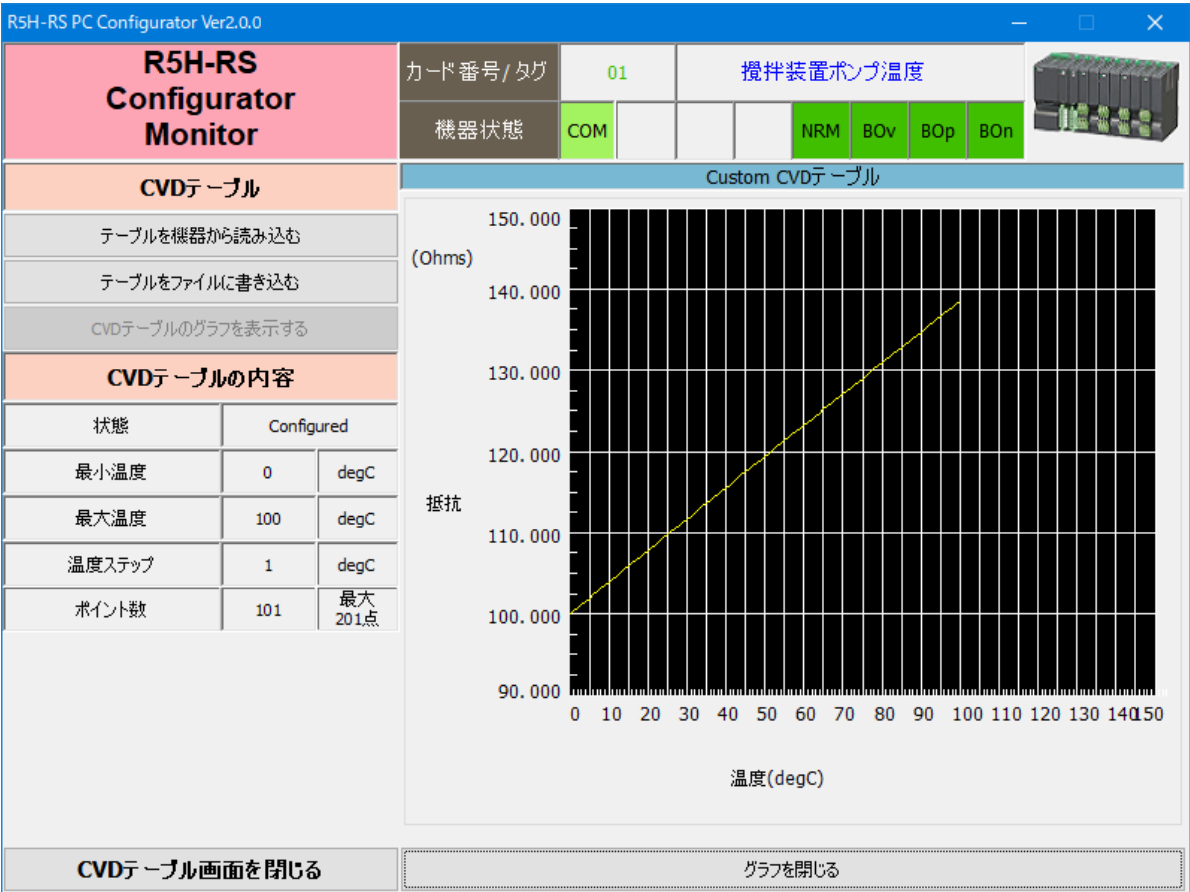 R5H-RS PC Configurator Ver2.0.0
R5H-RS
Configurator
Monitor
カード番号/タグ
01
攪拌装置ポンプ温度
機器状態
COM
NRM
BOv
BOp
BOn
CVDテーブル
テーブルを機器から読み込む
テーブルをファイルに書き込む
CVDテーブルのグラフを表示する
CVDテーブルの内容
状態 Configured
最小温度 0 degC
最大温度 100 degC
温度ステップ 1 degC
ポイント数 101 最大
201点
CVDテーブル画面を閉じる
Custom CVDテーブル
150.000
(Ohms)
140.000
130.000
120.000
抵抗
110.000
100.000
90.000
0 10 20 30 40 50 60 70 80 90 100 110 120 130 140 150
温度(degC)
グラフを閉じる